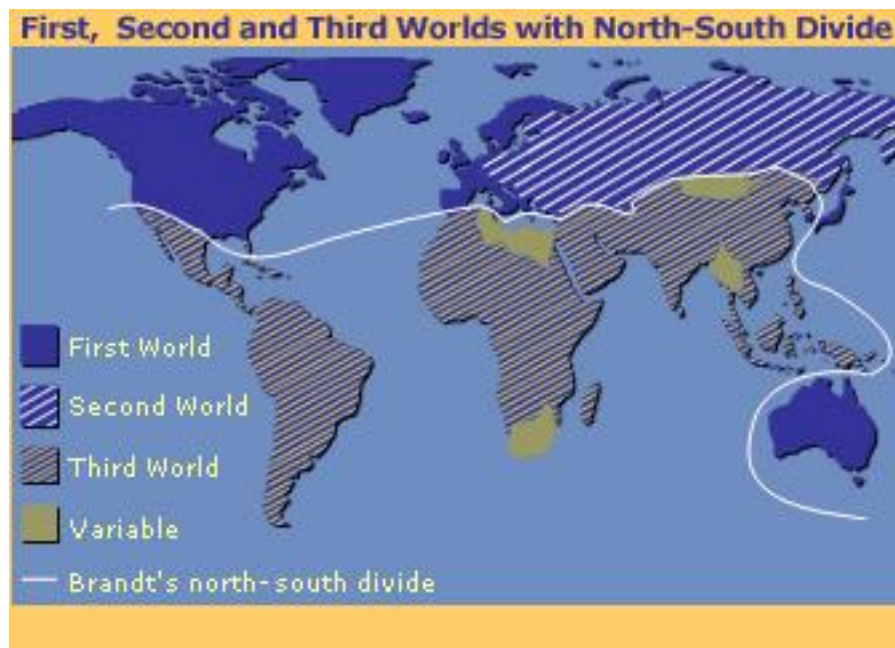 First, Second and Third Worlds with North-South Divide
First World
Second World
Third World
Variable
Brandt's north-south divide